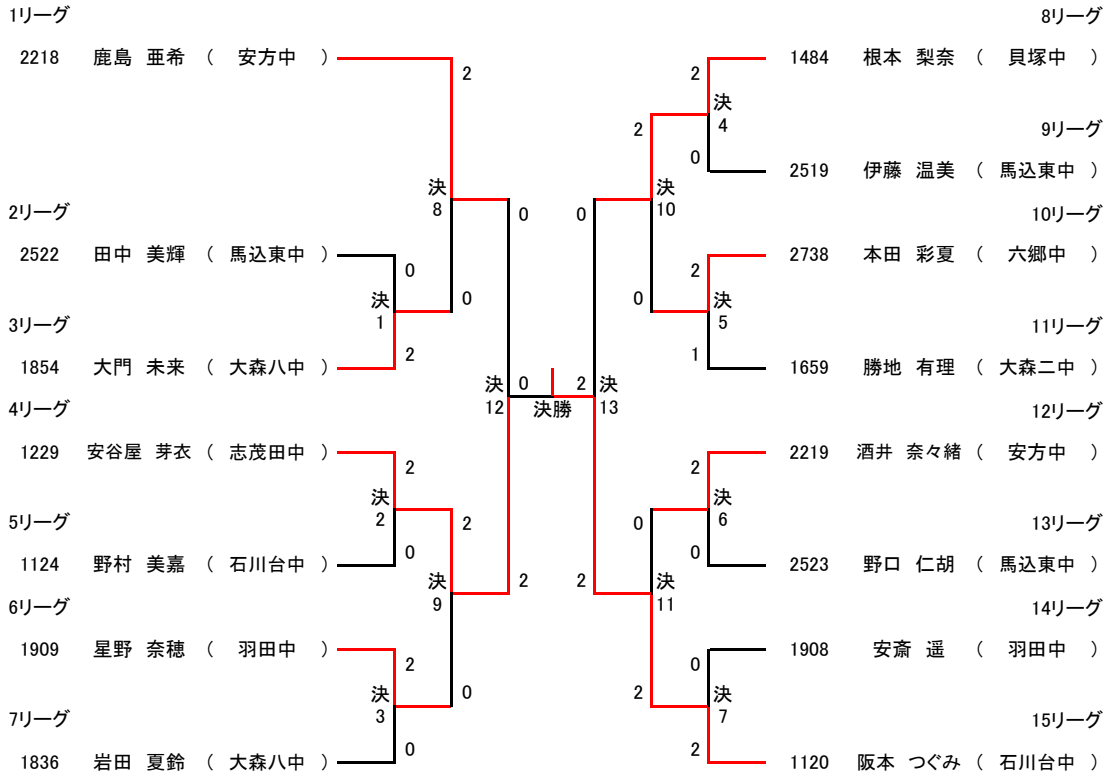 1リーグ
8リーグ
2218 鹿島 亜希 ( 安方中 )
1484 根本 梨奈 ( 貝塚中 )
2
2
決
4
2
9リーグ
0
2519 伊藤 温美 ( 馬込東中 )
決
8
決
10
2リーグ
0
0
10リーグ
2522 田中 美輝 ( 馬込東中 )
2738 本田 彩夏 ( 六郷中 )
0
2
決
1
0
0
決
5
3リーグ
11リーグ
2
1
1854 大門 未来 ( 大森八中 )
1659 勝地 有理 ( 大森二中 )
決
12
0
2
決
13
決勝
4リーグ
12リーグ
1229 安谷屋 芽衣 ( 志茂田中 )
2219 酒井 奈々緒 ( 安方中 )
2
2
決
2
2
0
決
6
5リーグ
13リーグ
0
0
1124 野村 美嘉 ( 石川台中 )
2523 野口 仁胡 ( 馬込東中 )
決
9
2
2
決
11
6リーグ
14リーグ
1909 星野 奈穂 ( 羽田中 )
1908 安斎 遥 ( 羽田中 )
2
0
決
3
0
2
決
7
7リーグ
15リーグ
0
2
1836 岩田 夏鈴 ( 大森八中 )
1120 阪本 つぐみ ( 石川台中 )